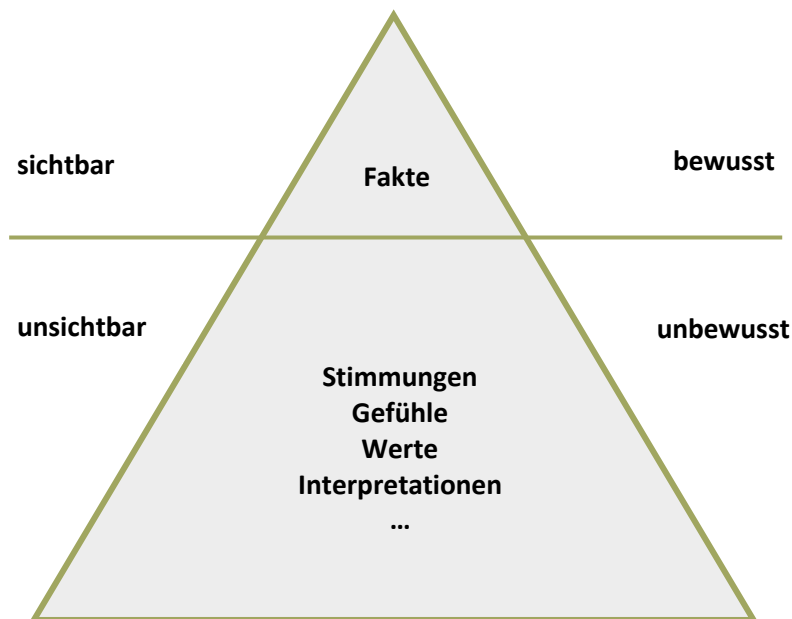 sichtbar
Fakte
bewusst
unsichtbar
unbewusst
Stimmungen
Gefühle
Werte
Interpretationen
…